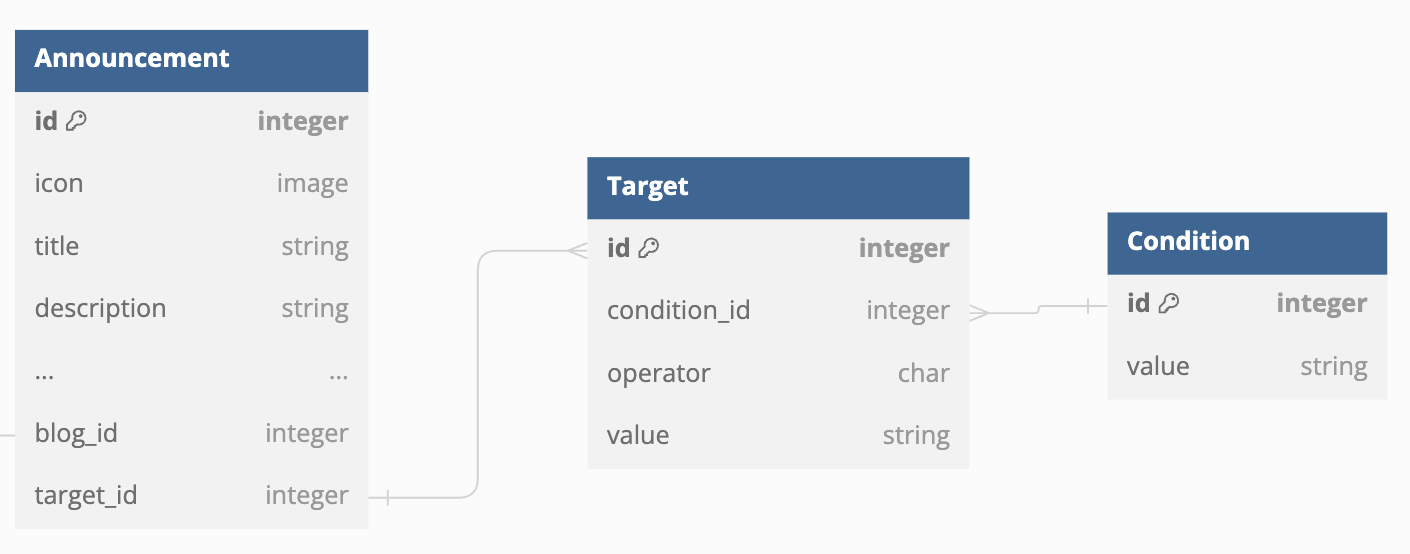 Announcement
id integer
icon image
title string
description string
... ...
blog_id integer
target_id integer
Target
id integer
condition_id integer
operator char
value string
Condition
id integer
value string